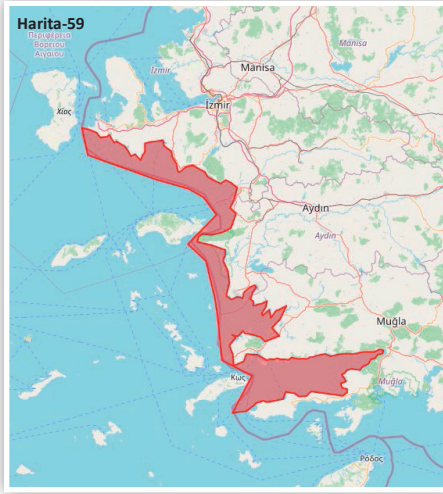 Harita-59
Περιφέρεια
Βορείου
Αιγαίου
Manisa
İzmir
Manisa
İzmir
Χίος
Aydın
Aydın
Muğla
Κως
Muğla
Ρόδος